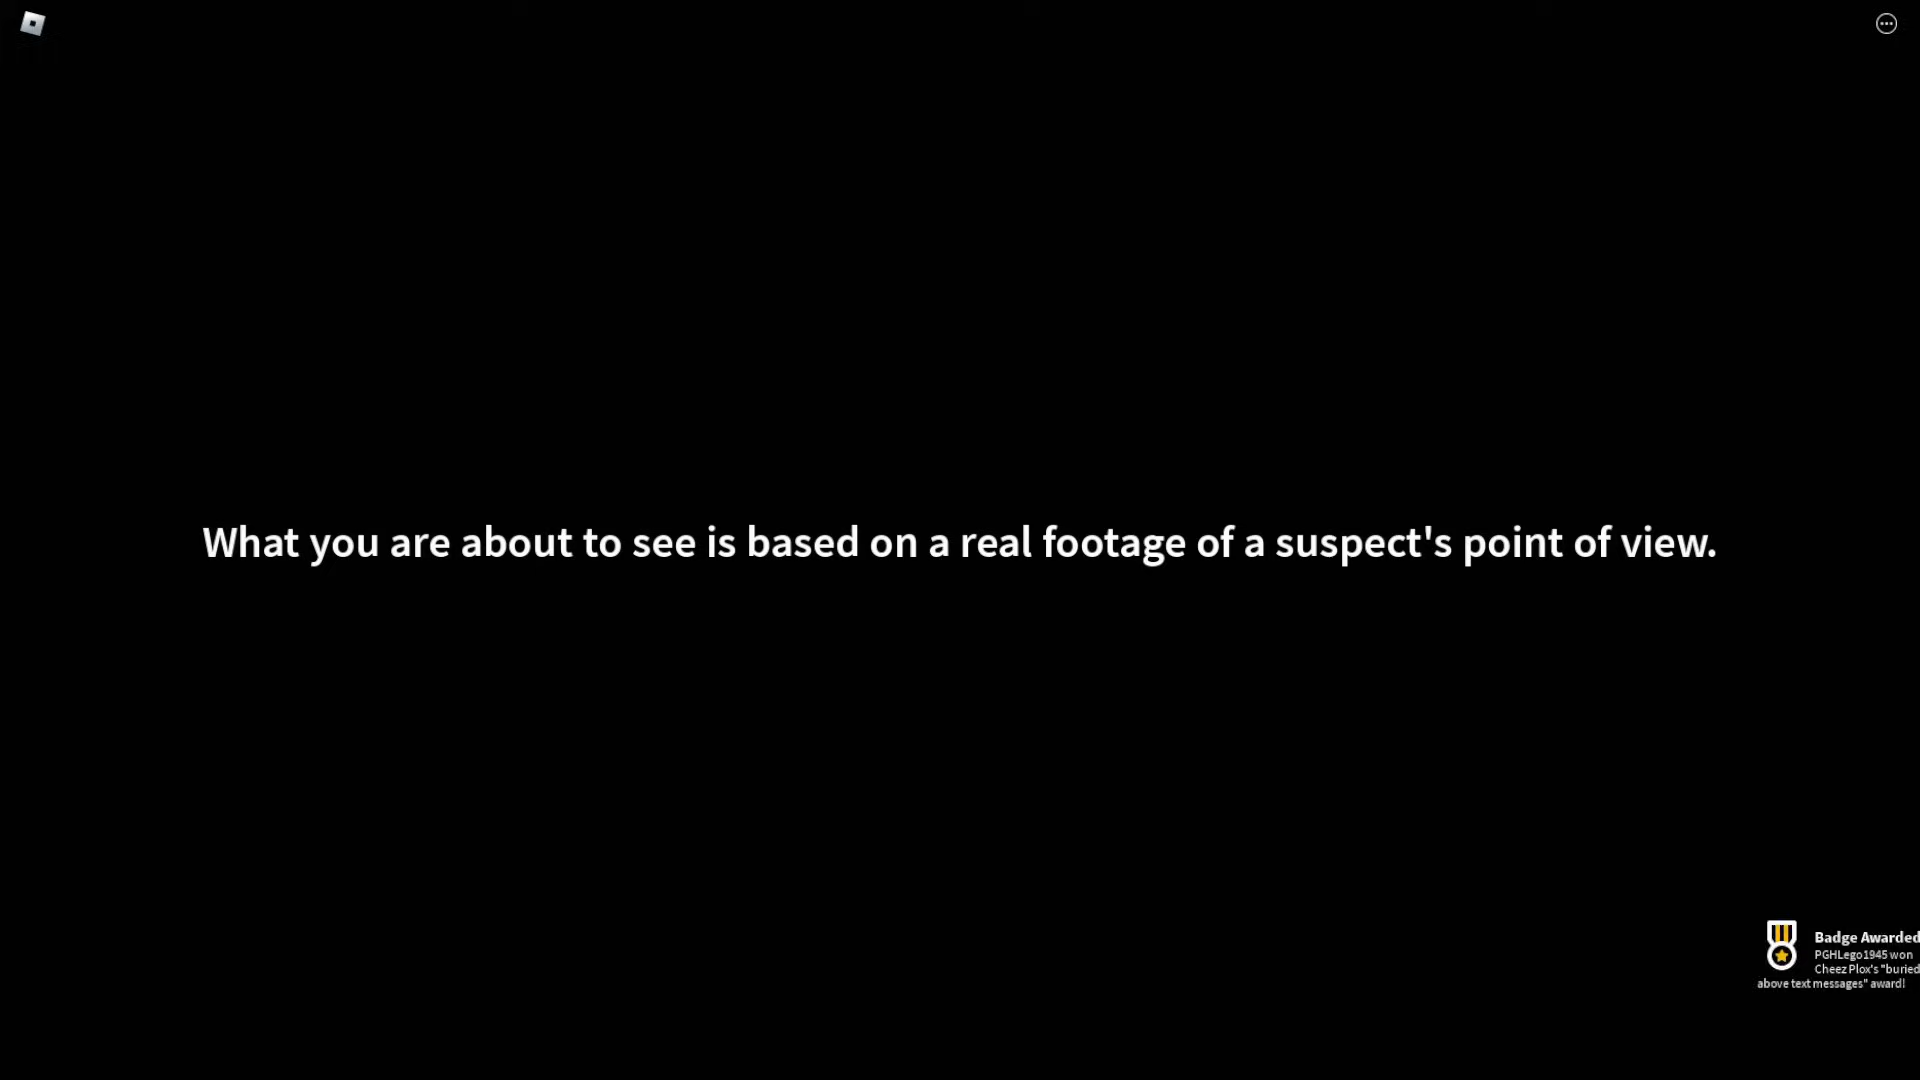 What you are about to see is based on a real footage of a suspect's point of view.
Badge Awarded
PGHLego1945 won
Cheez Plox's "buried
above text messages" award!